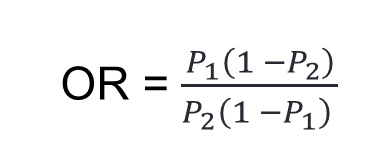 OR = P₁(1 −P₂) / P₂(1 −P₁)